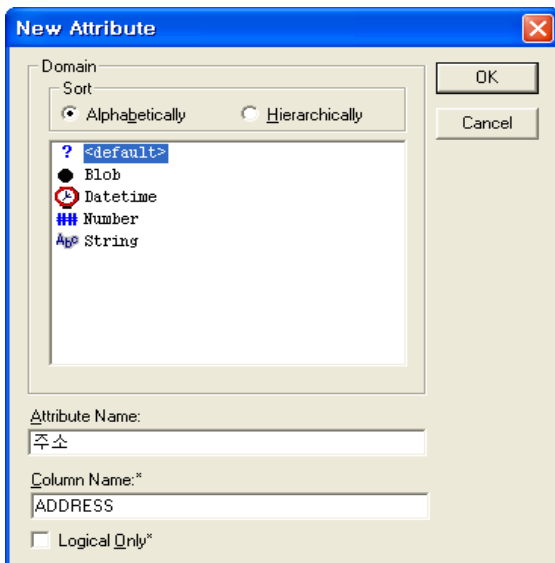 New Attribute
Domain
Sort
Alphabetically
Hierarchically
OK
Cancel
? <default>
Blob
Datetime
Number
Abc String
Attribute Name:
주소
Column Name:*
ADDRESS
Logical Only*